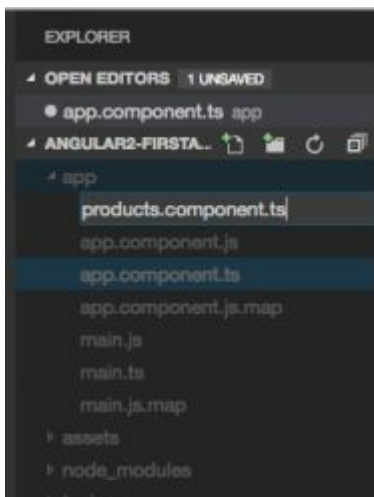 EXPLORER
OPEN EDITORS 1 UNSAVED
app.component.ts app
ANGULAR2-FIRSTA...
app
products.component.ts
app.component.js
app.component.ts
app.component.js.map
main.js
main.ts
main.js.map
assets
node_modules